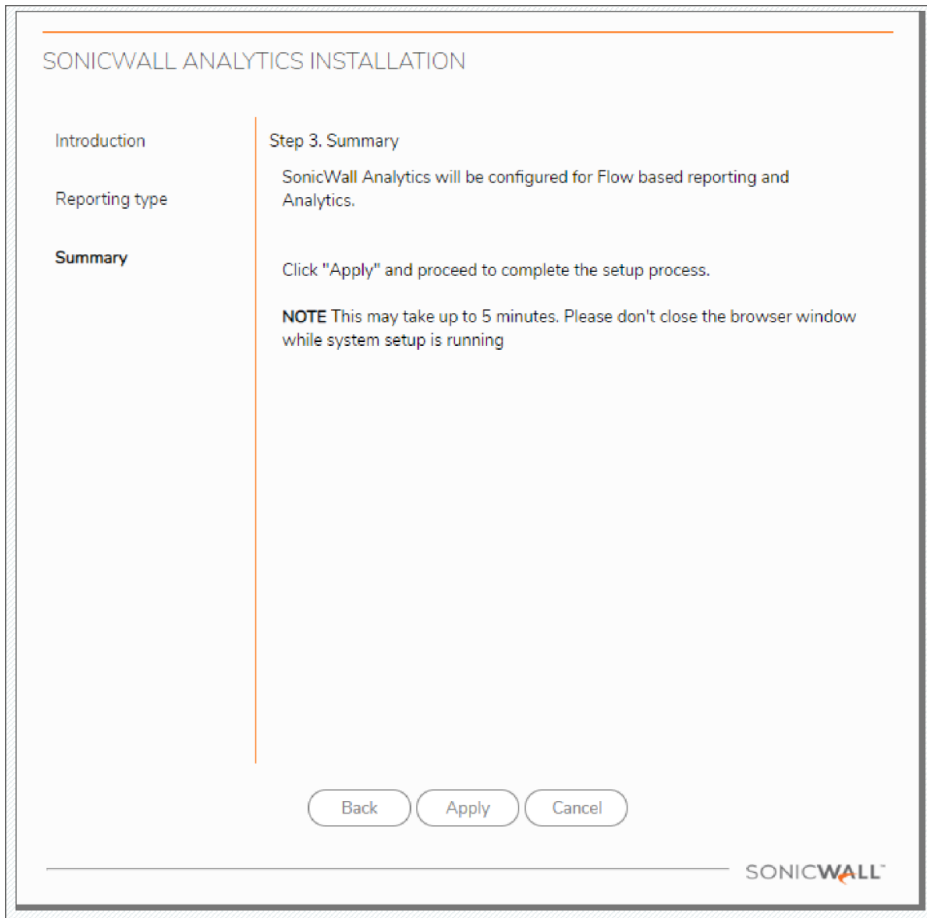 SONICWALL ANALYTICS INSTALLATION
Introduction
Reporting type
Summary
Step 3. Summary
SonicWall Analytics will be configured for Flow based reporting and
Analytics.
Click "Apply" and proceed to complete the setup process.
NOTE This may take up to 5 minutes. Please don't close the browser window
while system setup is running
Back
Apply
Cancel
SONICWALL™